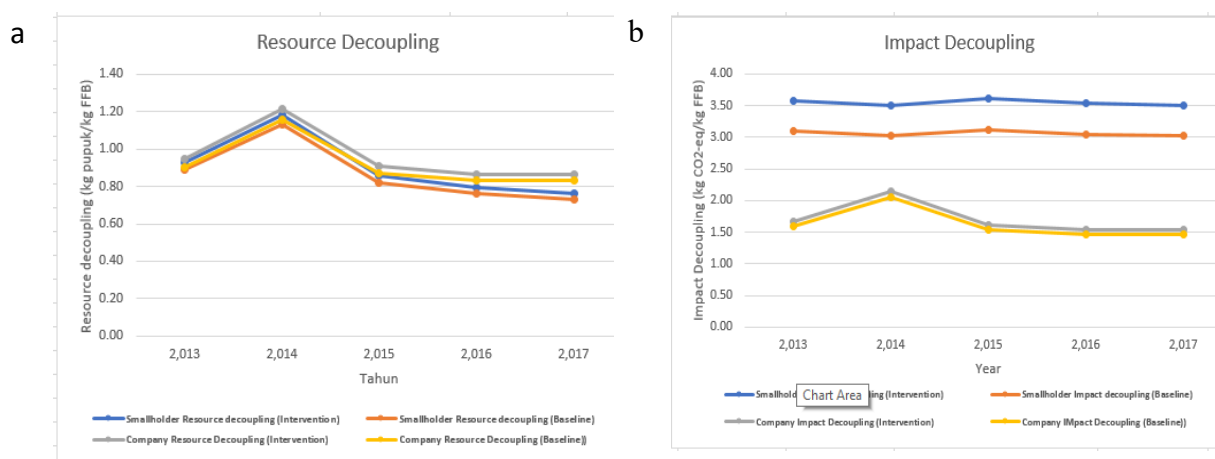 a
Resource Decoupling
Resource decoupling (kg pupuk/kg FFB)
1.40
1.20
1.00
0.80
0.60
0.40
0.20
0.00
2,013 2,014 2,015 2,016 2,017
Tahun
Smallholder Resource decoupling (Intervention) Smallholder Resource decoupling (Baseline)
Company Resource Decoupling (Intervention) Company Resource Decoupling (Baseline))
b
Impact Decoupling
Impact Decoupling (kg CO2-eq/kg FFB)
4.00
3.50
3.00
2.50
2.00
1.50
1.00
0.50
0.00
2,013 2,014 2,015 2,016 2,017
Year
Chart Area
(Intervention) Smallholder Impact decoupling (Baseline)
Company Impact Decoupling (Intervention) Company IMpact Decoupling (Baseline))